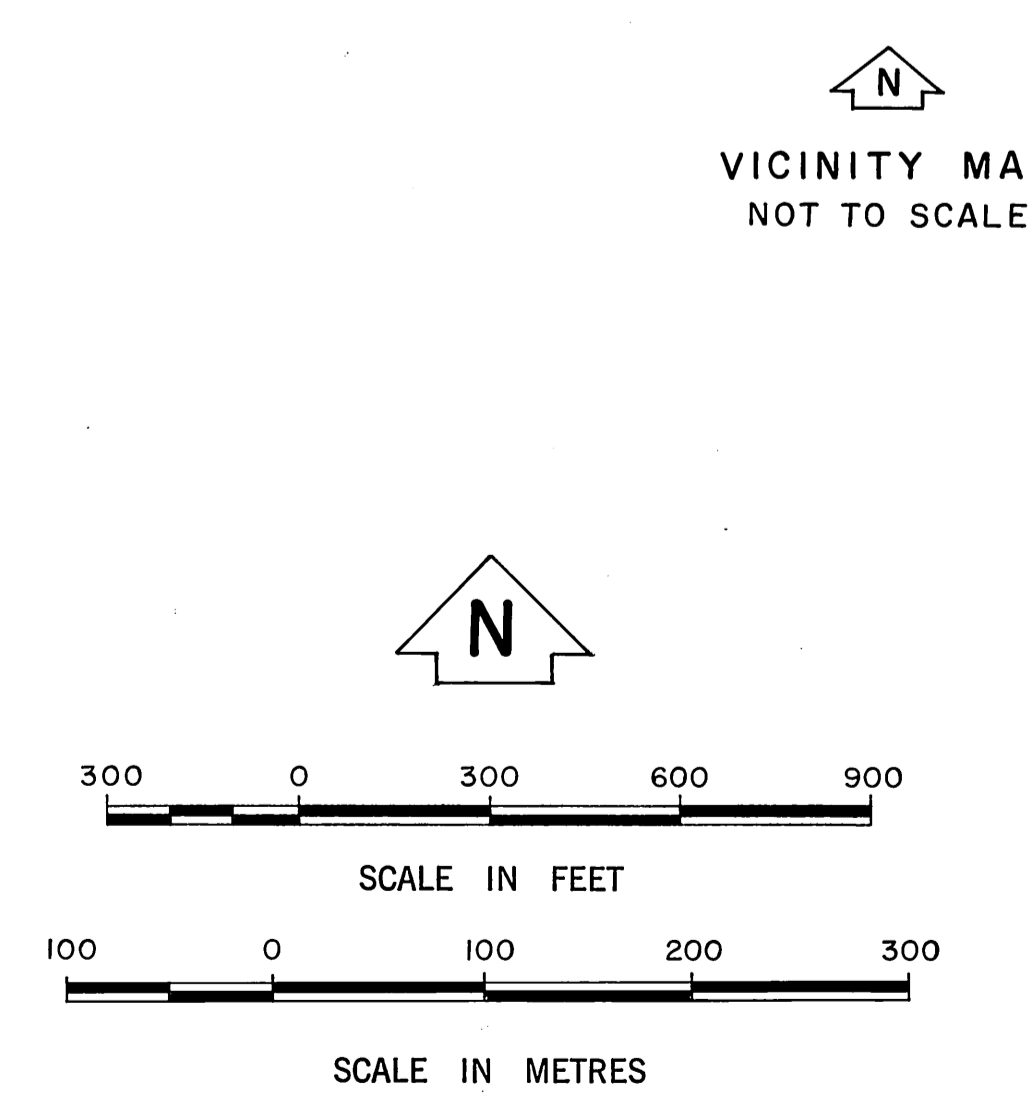 N
VICINITY MA
NOT TO SCALE
N
300 0 300 600 900
SCALE IN FEET
100 0 100 200 300
SCALE IN METRES